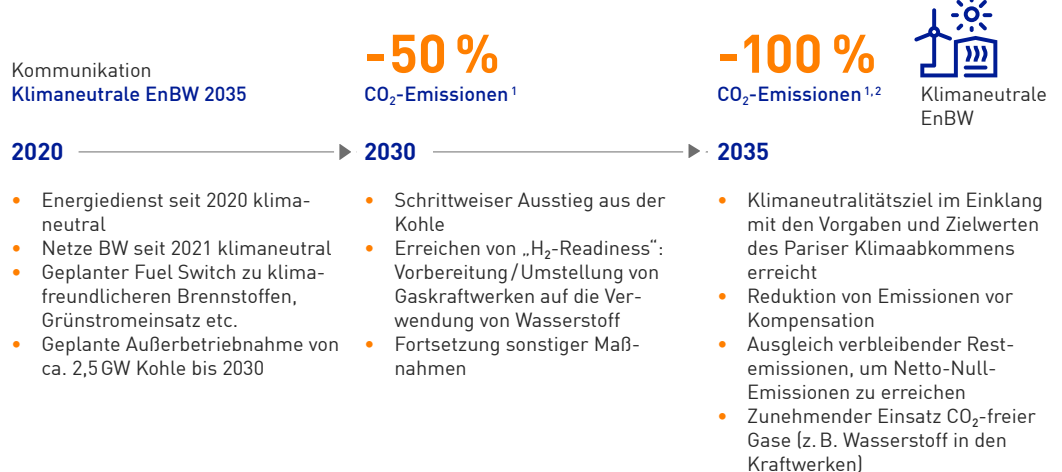 Kommunikation
Klimaneutrale EnBW 2035
-50 %
CO₂-Emissionen¹
-100 %
CO₂-Emissionen¹,²
Klimaneutrale
EnBW
2020
2030
2035
• Energiedienst seit 2020 klima-
neutral
• Netze BW seit 2021 klimaneutral
• Geplanter Fuel Switch zu klima-
freundlicheren Brennstoffen,
Grünstromeinsatz etc.
• Geplante Außerbetriebnahme von
ca. 2,5 GW Kohle bis 2030
• Schrittweiser Ausstieg aus der
Kohle
• Erreichen von „H₂-Readiness“:
Vorbereitung / Umstellung von
Gaskraftwerken auf die Ver-
wendung von Wasserstoff
• Fortsetzung sonstiger Maß-
nahmen
• Klimaneutralitätsziel im Einklang
mit den Vorgaben und Zielwerten
des Pariser Klimaabkommens
erreicht
• Reduktion von Emissionen vor
Kompensation
• Ausgleich verbleibender Rest-
emissionen, um Netto-Null-
Emissionen zu erreichen
• Zunehmender Einsatz CO₂-freier
Gase (z. B. Wasserstoff in den
Kraftwerken)